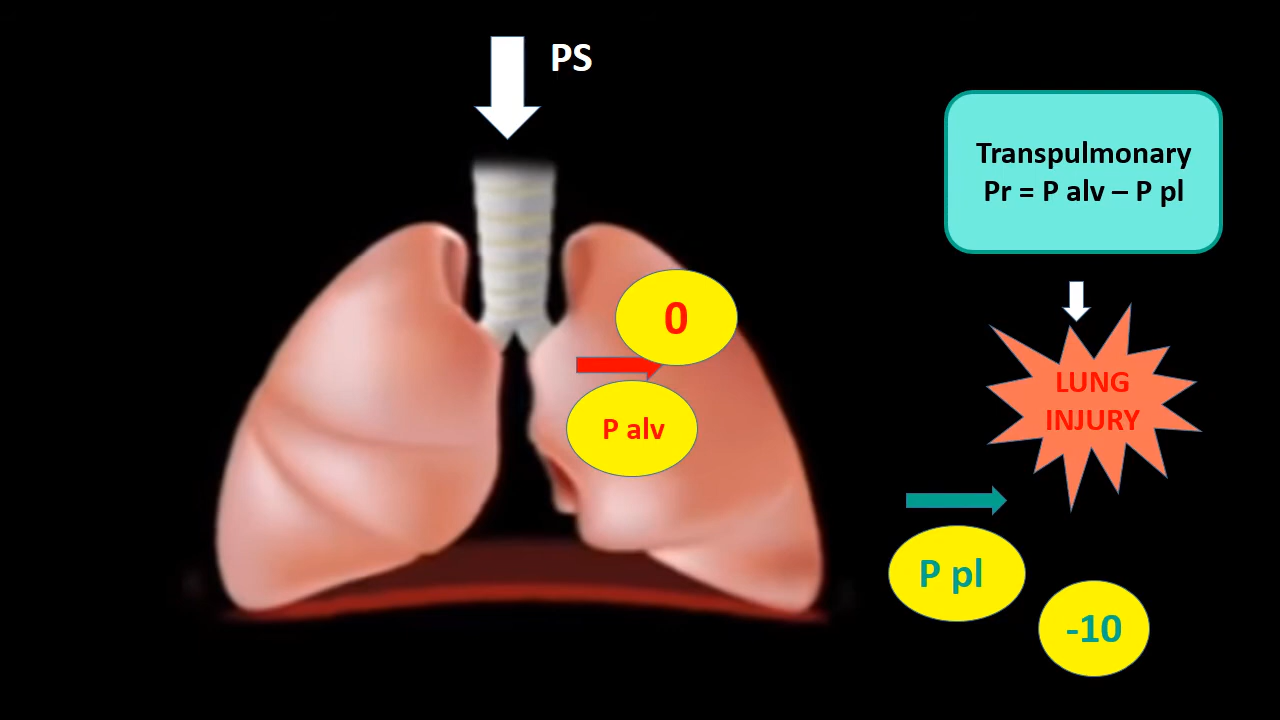 PS
Transpulmonary
Pr = P alv – P pl
0
LUNG
INJURY
P alv
P pl
-10